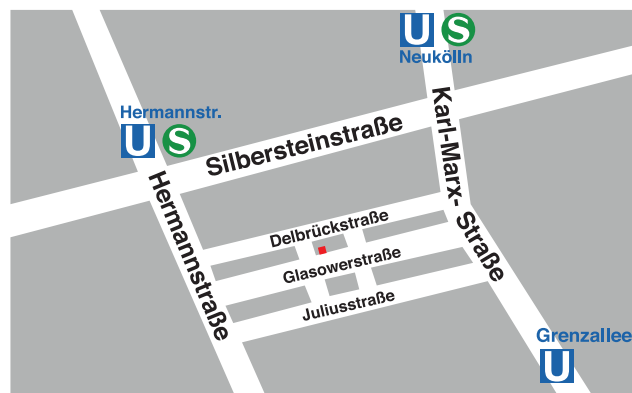 U S
Neukölln
Hermannstr.
U S
Silbersteinstraße
Karl-Marx-Straße
Hermannstraße
Delbrückstraße
Glasowerstraße
Juliusstraße
Grenzallee
U